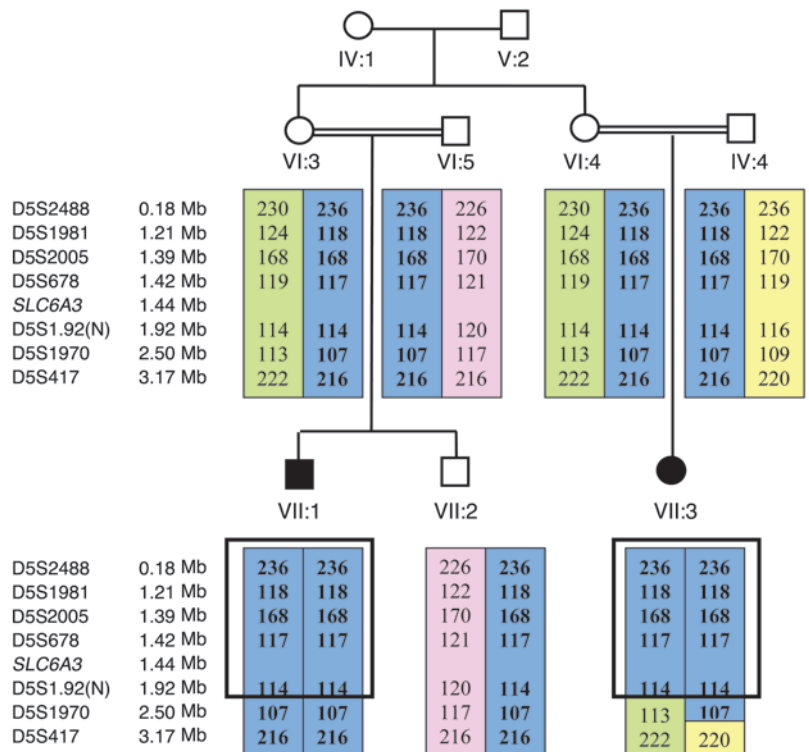 IV:1 V:2
VI:3 VI:5 VI:4 IV:4
D5S2488 0.18 Mb 230 236 236 226 230 236 236 236
D5S1981 1.21 Mb 124 118 118 122 124 118 118 122
D5S2005 1.39 Mb 168 168 168 170 168 168 168 170
D5S678 1.42 Mb 119 117 117 121 119 117 117 119
SLC6A3 1.44 Mb
D5S1.92(N) 1.92 Mb 114 114 114 120 114 114 114 116
D5S1970 2.50 Mb 113 107 107 117 113 107 107 109
D5S417 3.17 Mb 222 216 216 216 222 216 216 220
VII:1 VII:2 VII:3
D5S2488 0.18 Mb 236 236 226 236 236 236
D5S1981 1.21 Mb 118 118 122 118 118 118
D5S2005 1.39 Mb 168 168 170 168 168 168
D5S678 1.42 Mb 117 117 121 117 117 117
SLC6A3 1.44 Mb
D5S1.92(N) 1.92 Mb 114 114 120 114 114 114
D5S1970 2.50 Mb 107 107 117 107 113 107
D5S417 3.17 Mb 216 216 216 216 222 220